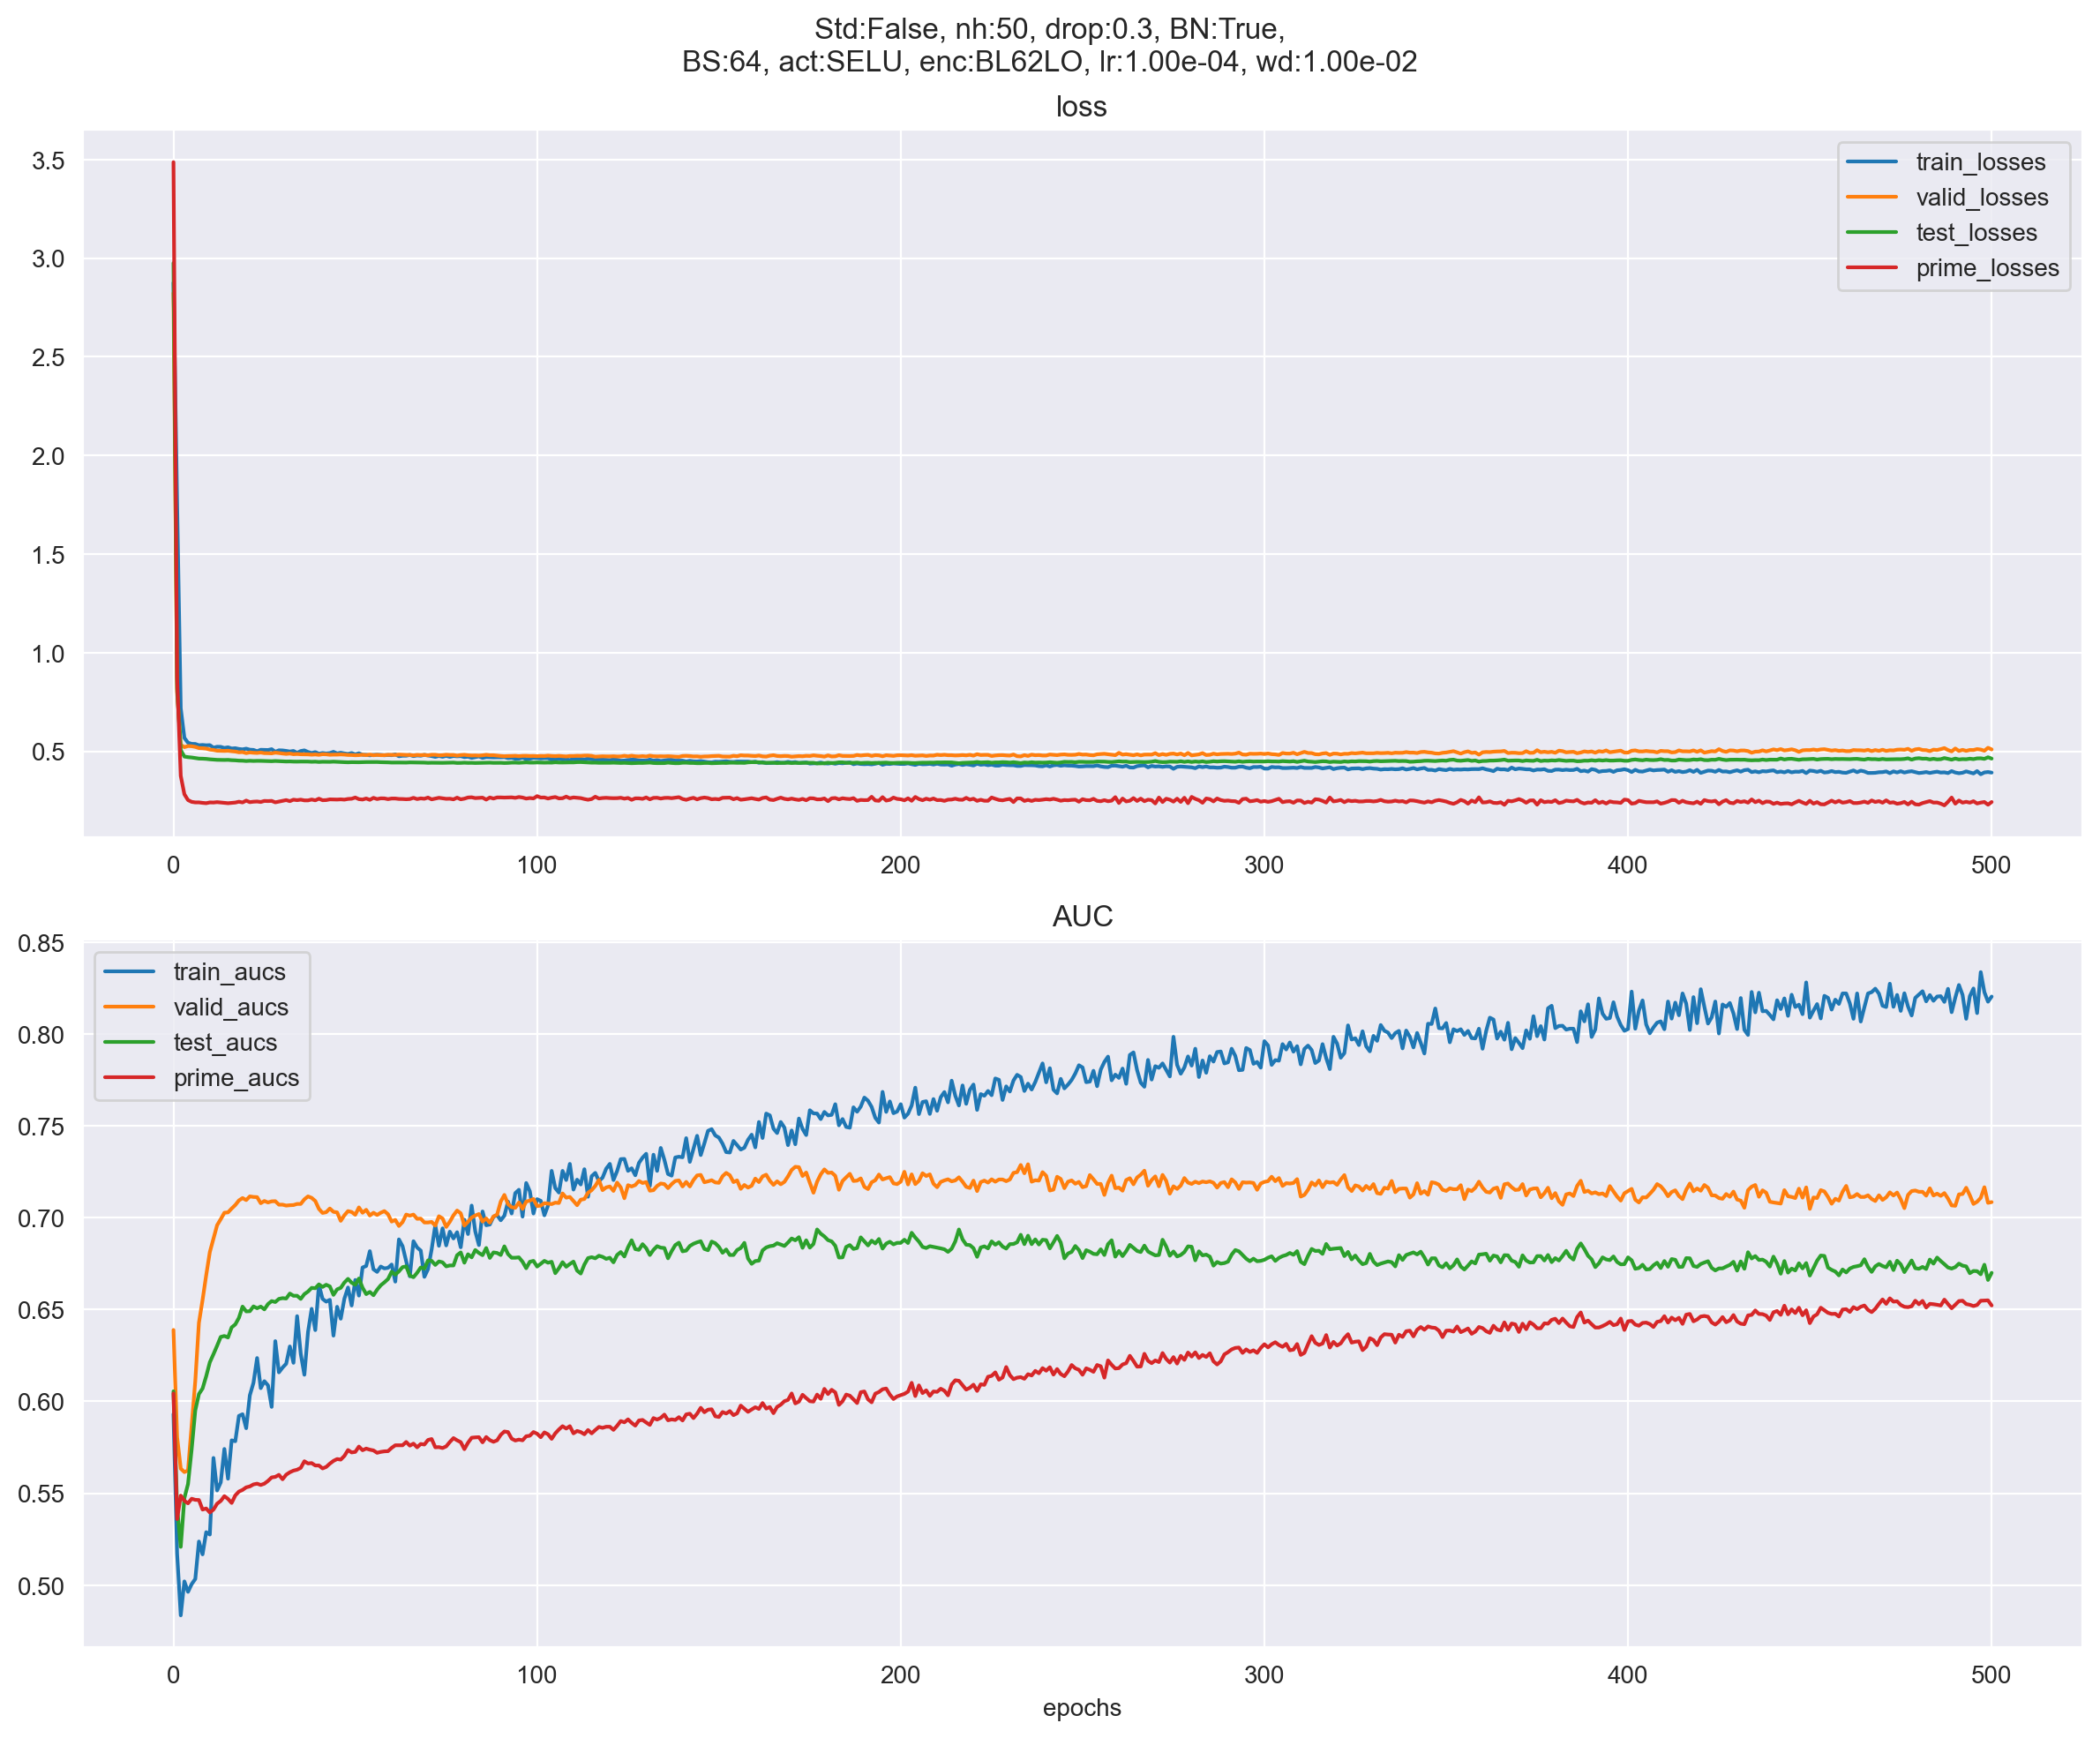 Std:False, nh:50, drop:0.3, BN:True,
BS:64, act:SELU, enc:BL62LO, lr:1.00e-04, wd:1.00e-02
loss
3.5
3.0
2.5
2.0
1.5
1.0
0.5
train_losses
valid_losses
test_losses
prime_losses
0 100 200 300 400 500
AUC
0.85
0.80
0.75
0.70
0.65
0.60
0.55
0.50
train_aucs
valid_aucs
test_aucs
prime_aucs
0 100 200 300 400 500
epochs